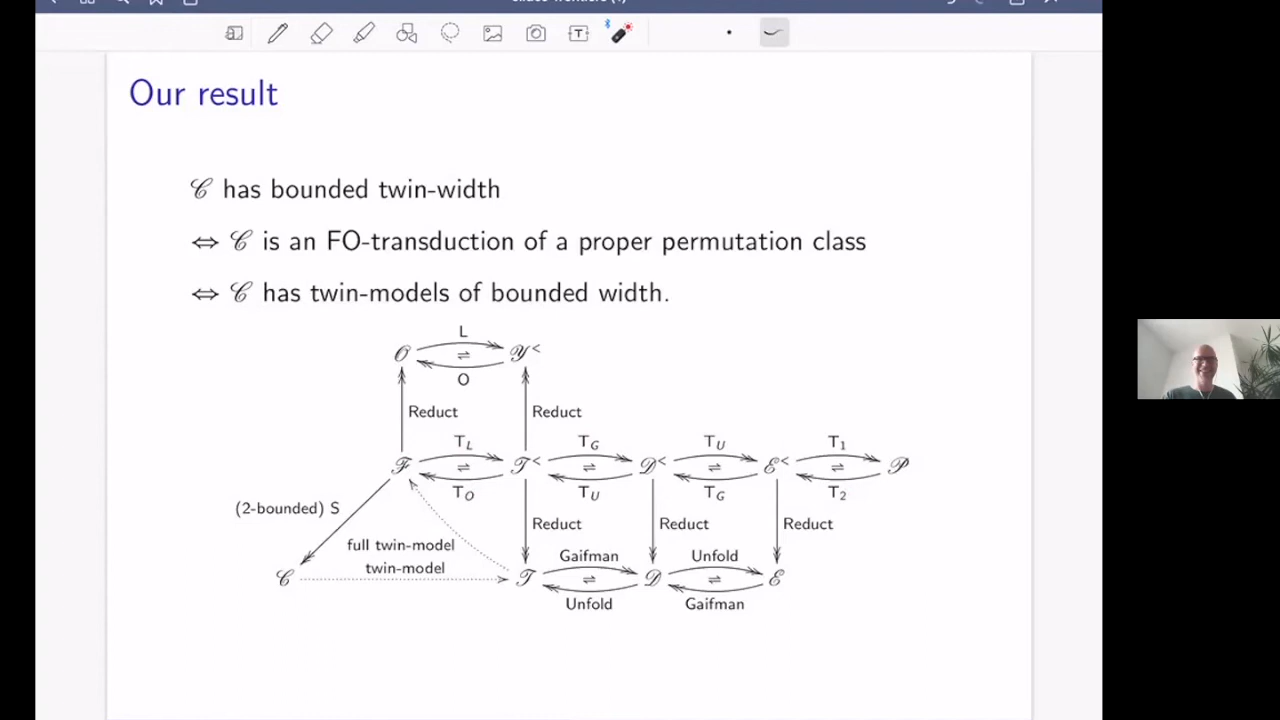 Our result
𝒞 has bounded twin-width
⇔ 𝒞 is an FO-transduction of a proper permutation class
⇔ 𝒞 has twin-models of bounded width.
L
𝒪 ⇌ 𝒴<
O
Reduct Reduct
T_L T_G T_U T_1
ℱ ⇌ 𝒯< ⇌ 𝒟< ⇌ ℰ< ⇌ 𝒫
T_O T_U T_G T_2
(2-bounded) S
Reduct Reduct Reduct
full twin-model Gaifman Unfold
twin-model
𝒞 𝒯 ⇌ 𝒟 ⇌ ℰ
Unfold Gaifman